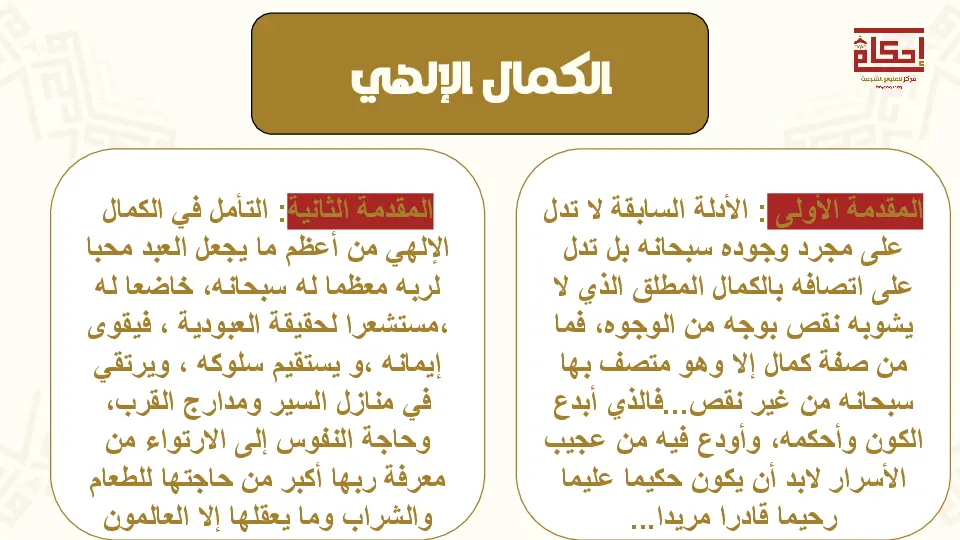 الكمال الإلهي
إحكام
مركز للعلوم الشرعية
المقدمة الأولى : الأدلة السابقة لا تدل
على مجرد وجوده سبحانه بل تدل
على اتصافه بالكمال المطلق الذي لا
يشوبه نقص بوجه من الوجوه، فما
من صفة كمال إلا وهو متصف بها
سبحانه من غير نقص...فالذي أبدع
الكون وأحكمه، وأودع فيه من عجيب
الأسرار لابد أن يكون حكيما عليما
رحيما قادرا مريدا...
المقدمة الثانية: التأمل في الكمال
الإلهي من أعظم ما يجعل العبد محبا
لربه معظما له سبحانه، خاضعا له
،مستشعرا لحقيقة العبودية ، فيقوى
إيمانه ،و يستقيم سلوكه ، ويرتقي
في منازل السير ومدارج القرب،
وحاجة النفوس إلى الارتواء من
معرفة ربها أكبر من حاجتها للطعام
والشراب وما يعقلها إلا العالمون